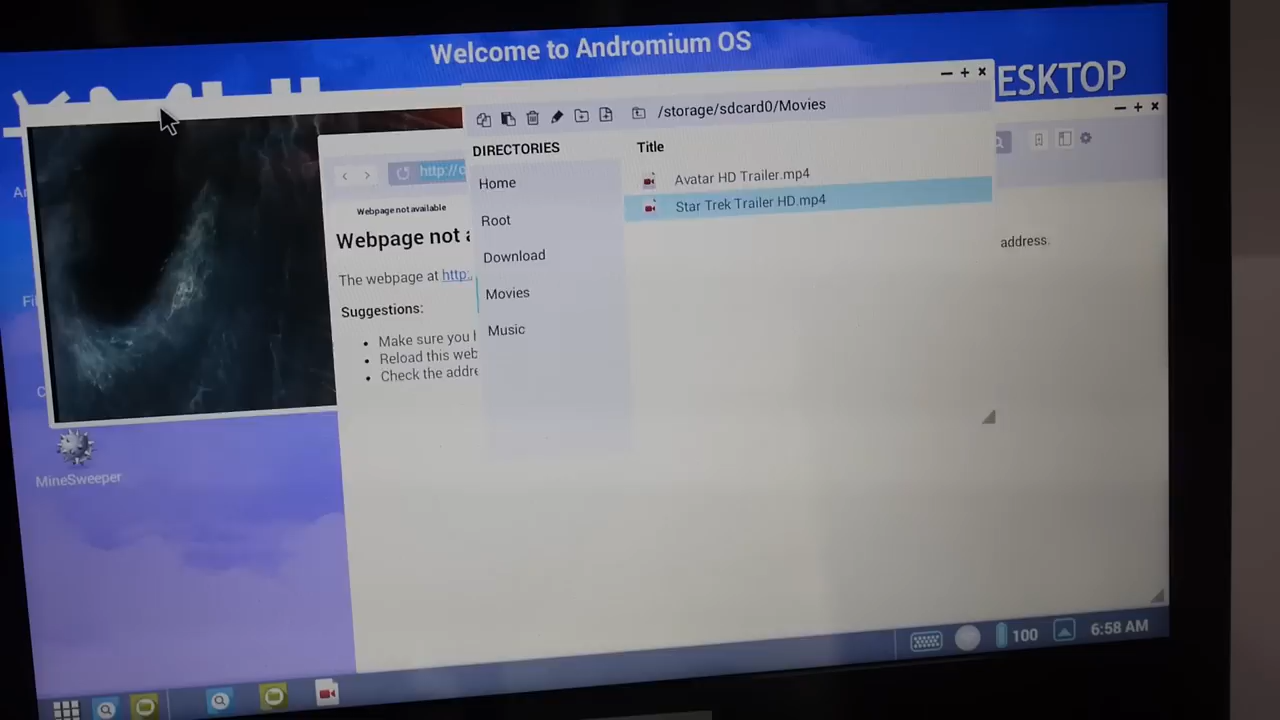 Welcome to Andromium OS
ESKTOP
/storage/sdcard0/Movies
DIRECTORIES
Title
Home
Avatar HD Trailer.mp4
Root
Star Trek Trailer HD.mp4
Download
Movies
Music
http://c
Webpage not available
Webpage not a
The webpage at http:
Suggestions:
Make sure you h
Reload this web
Check the addre
address.
Fil
MineSweeper
100
6:58 AM